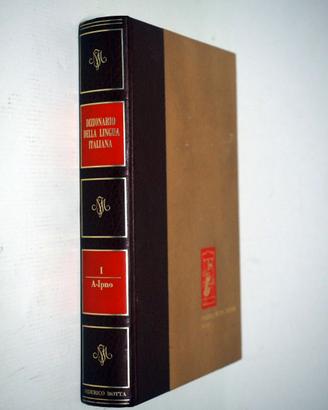 DIZIONARIO
DELLA LINGUA
ITALIANA
I
A-Ipno
FEDERICO MOTTA